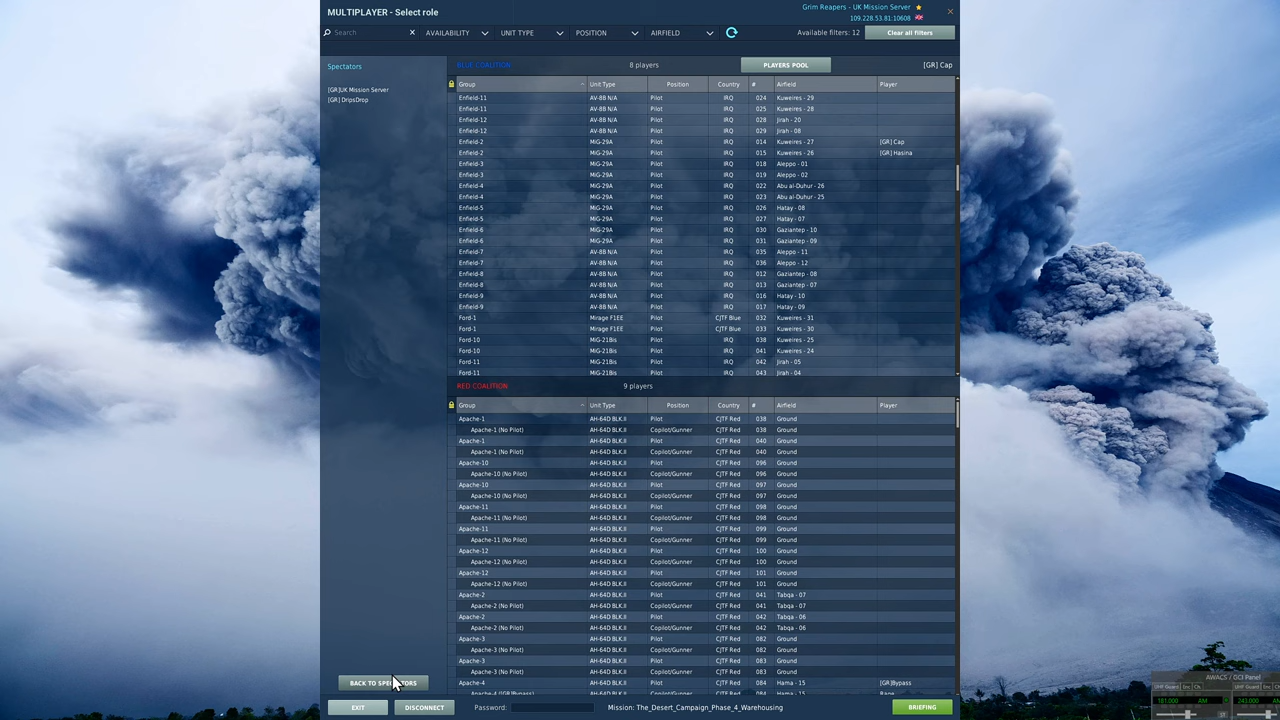 MULTIPLAYER - Select role
Grim Reapers - UK Mission Server
109.228.53.81:10608
Search
AVAILABILITY
UNIT TYPE
POSITION
AIRFIELD
Available filters: 12
Clear all filters
Spectators
[GR]UK Mission Server
[GR] DripsDrop
BLUE COALITION 8 players PLAYERS POOL [GR] Cap
Group Unit Type Position Country # Airfield Player
Enfield-11 AV-8B N/A Pilot IRQ 024 Kuweires - 29
Enfield-11 AV-8B N/A Pilot IRQ 025 Kuweires - 28
Enfield-12 AV-8B N/A Pilot IRQ 028 Jirah - 20
Enfield-12 AV-8B N/A Pilot IRQ 029 Jirah - 08
Enfield-2 MiG-29A Pilot IRQ 014 Kuweires - 27 [GR] Cap
Enfield-2 MiG-29A Pilot IRQ 015 Kuweires - 26 [GR] Hasina
Enfield-3 MiG-29A Pilot IRQ 018 Aleppo - 01
Enfield-3 MiG-29A Pilot IRQ 019 Aleppo - 02
Enfield-4 MiG-29A Pilot IRQ 022 Abu al-Duhur - 26
Enfield-4 MiG-29A Pilot IRQ 023 Abu al-Duhur - 25
Enfield-5 MiG-29A Pilot IRQ 026 Hatay - 08
Enfield-5 MiG-29A Pilot IRQ 027 Hatay - 07
Enfield-6 MiG-29A Pilot IRQ 030 Gaziantep - 10
Enfield-6 MiG-29A Pilot IRQ 031 Gaziantep - 09
Enfield-7 AV-8B N/A Pilot IRQ 035 Aleppo - 11
Enfield-7 AV-8B N/A Pilot IRQ 036 Aleppo - 12
Enfield-8 AV-8B N/A Pilot IRQ 012 Gaziantep - 08
Enfield-8 AV-8B N/A Pilot IRQ 013 Gaziantep - 07
Enfield-9 AV-8B N/A Pilot IRQ 016 Hatay - 10
Enfield-9 AV-8B N/A Pilot IRQ 017 Hatay - 09
Ford-1 Mirage F1EE Pilot CJTF Blue 032 Kuweires - 31
Ford-1 Mirage F1EE Pilot CJTF Blue 033 Kuweires - 30
Ford-10 MiG-21Bis Pilot IRQ 038 Kuweires - 25
Ford-10 MiG-21Bis Pilot IRQ 041 Kuweires - 24
Ford-11 MiG-21Bis Pilot IRQ 042 Jirah - 05
Ford-11 MiG-21Bis Pilot IRQ 043 Jirah - 04
RED COALITION 9 players
Group Unit Type Position Country # Airfield Player
Apache-1 AH-64D BLK.II Pilot CJTF Red 038 Ground
Apache-1 (No Pilot) AH-64D BLK.II Copilot/Gunner CJTF Red 038 Ground
Apache-1 AH-64D BLK.II Pilot CJTF Red 040 Ground
Apache-1 (No Pilot) AH-64D BLK.II Copilot/Gunner CJTF Red 040 Ground
Apache-10 AH-64D BLK.II Pilot CJTF Red 096 Ground
Apache-10 (No Pilot) AH-64D BLK.II Copilot/Gunner CJTF Red 096 Ground
Apache-10 AH-64D BLK.II Pilot CJTF Red 097 Ground
Apache-10 (No Pilot) AH-64D BLK.II Copilot/Gunner CJTF Red 097 Ground
Apache-11 AH-64D BLK.II Pilot CJTF Red 098 Ground
Apache-11 (No Pilot) AH-64D BLK.II Copilot/Gunner CJTF Red 098 Ground
Apache-11 AH-64D BLK.II Pilot CJTF Red 099 Ground
Apache-11 (No Pilot) AH-64D BLK.II Copilot/Gunner CJTF Red 099 Ground
Apache-12 AH-64D BLK.II Pilot CJTF Red 100 Ground
Apache-12 (No Pilot) AH-64D BLK.II Copilot/Gunner CJTF Red 100 Ground
Apache-12 AH-64D BLK.II Pilot CJTF Red 101 Ground
Apache-12 (No Pilot) AH-64D BLK.II Copilot/Gunner CJTF Red 101 Ground
Apache-2 AH-64D BLK.II Pilot CJTF Red 041 Tabqa - 07
Apache-2 (No Pilot) AH-64D BLK.II Copilot/Gunner CJTF Red 041 Tabqa - 07
Apache-2 AH-64D BLK.II Pilot CJTF Red 042 Tabqa - 06
Apache-2 (No Pilot) AH-64D BLK.II Copilot/Gunner CJTF Red 042 Tabqa - 06
Apache-3 AH-64D BLK.II Pilot CJTF Red 082 Ground
Apache-3 (No Pilot) AH-64D BLK.II Copilot/Gunner CJTF Red 082 Ground
Apache-3 AH-64D BLK.II Pilot CJTF Red 083 Ground
Apache-3 (No Pilot) AH-64D BLK.II Copilot/Gunner CJTF Red 083 Ground
Apache-4 AH-64D BLK.II Pilot CJTF Red 084 Hama - 15 [GR]Bypass
Apache-4 ([GR]Bypass) AH-64D BLK.II Copilot/Gunner CJTF Red 084 Hama - 15
BACK TO SPECTATORS
EXIT
DISCONNECT
Password:
Mission: The_Desert_Campaign_Phase_4_Warehousing
BRIEFING
AWACS / GCI Panel
181.000 AM
243.000